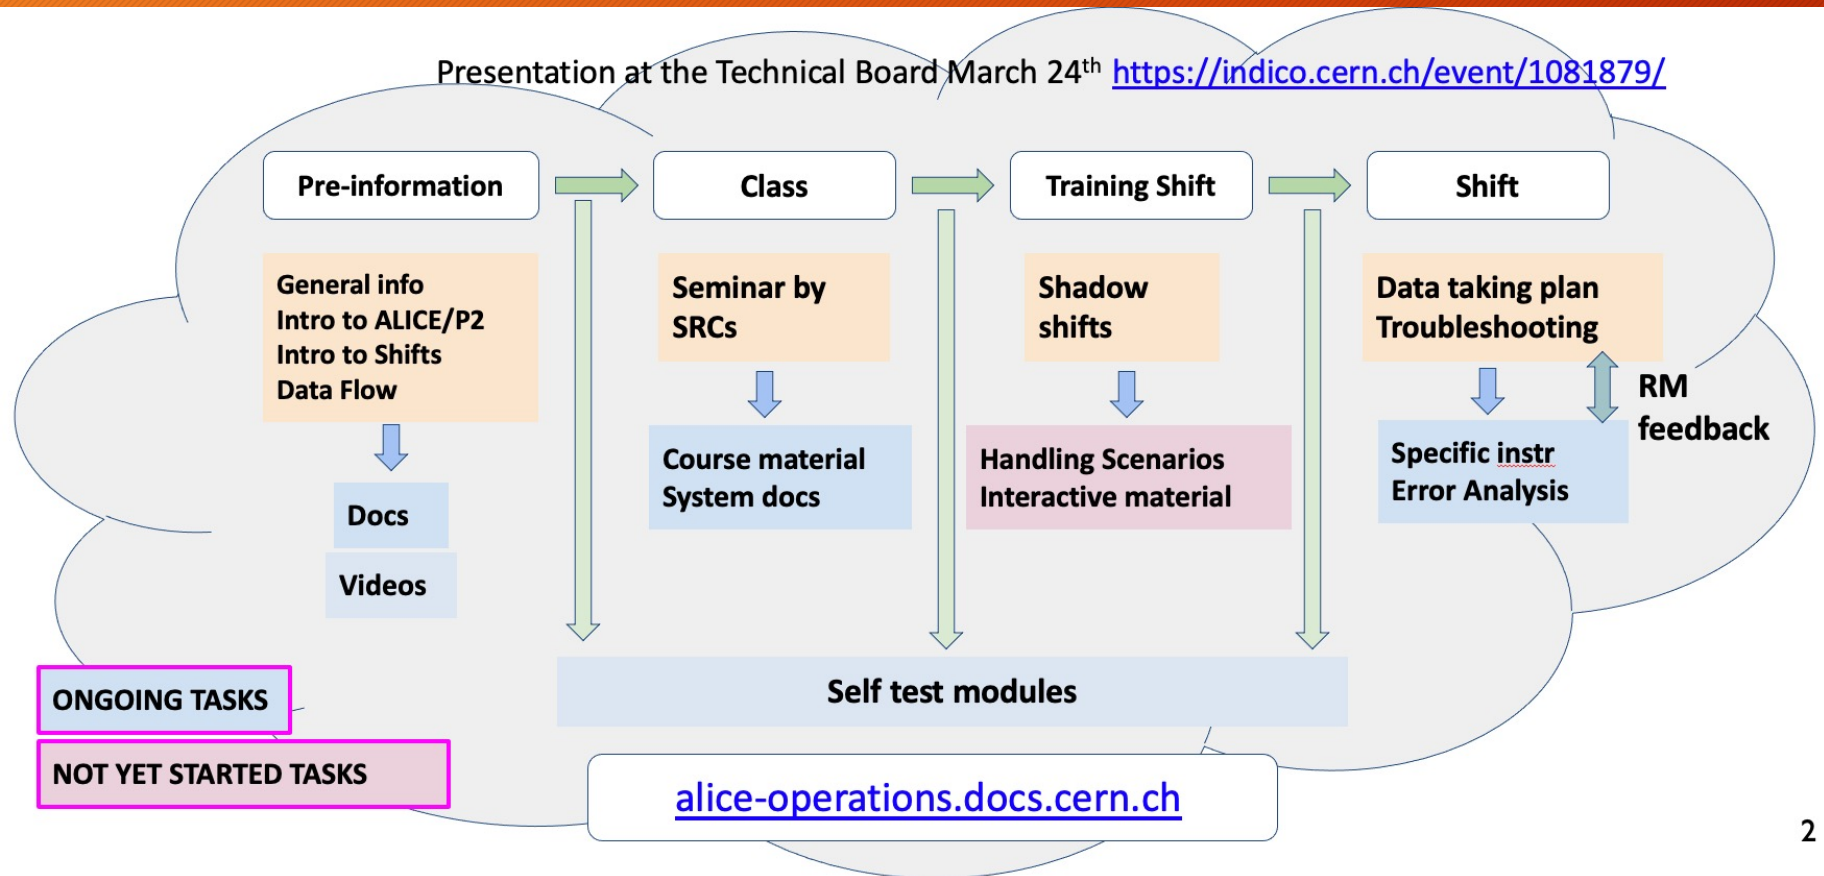 Presentation at the Technical Board March 24th https://indico.cern.ch/event/1081879/
Pre-information
Class
Training Shift
Shift
General info
Intro to ALICE/P2
Intro to Shifts
Data Flow
Seminar by
SRCs
Shadow
shifts
Data taking plan
Troubleshooting
RM
feedback
Docs
Videos
Course material
System docs
Handling Scenarios
Interactive material
Specific instr
Error Analysis
Self test modules
ONGOING TASKS
NOT YET STARTED TASKS
alice-operations.docs.cern.ch
2